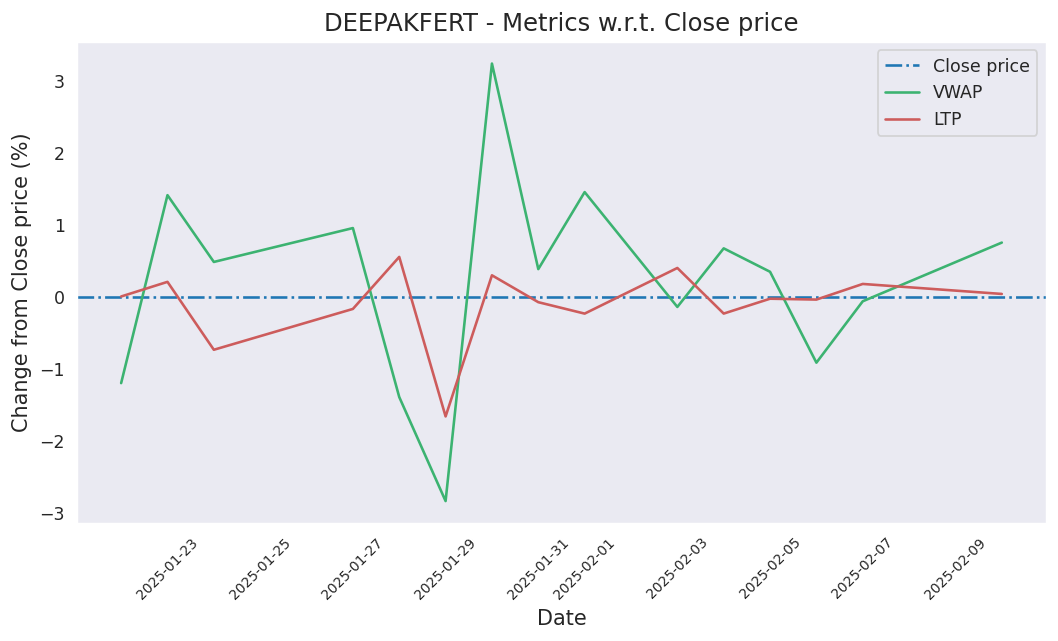 DEEPAKFERT - Metrics w.r.t. Close price
Close price
VWAP
LTP
Change from Close price (%)
3
2
1
0
−1
−2
−3
2025-01-23
2025-01-25
2025-01-27
2025-01-29
2025-01-31
2025-02-01
2025-02-03
2025-02-05
2025-02-07
2025-02-09
Date